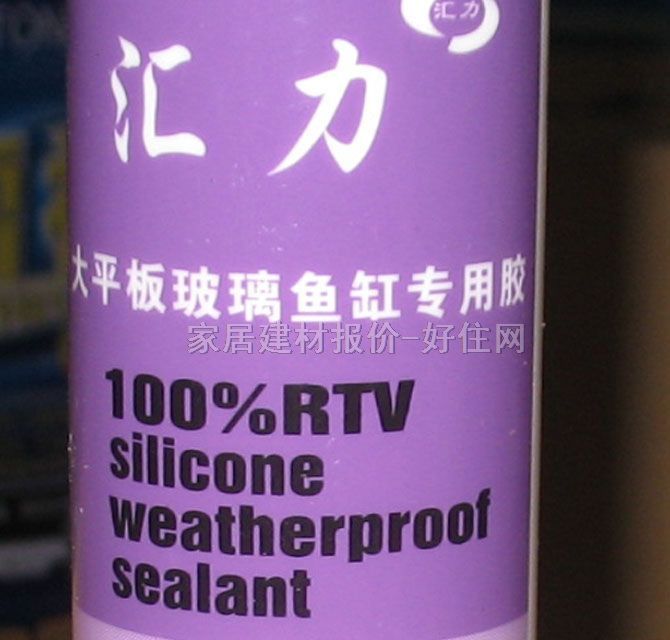 汇力
汇力
大平板玻璃鱼缸专用胶
家居建材报价-好住网
100%RTV
silicone
weatherproof
sealant